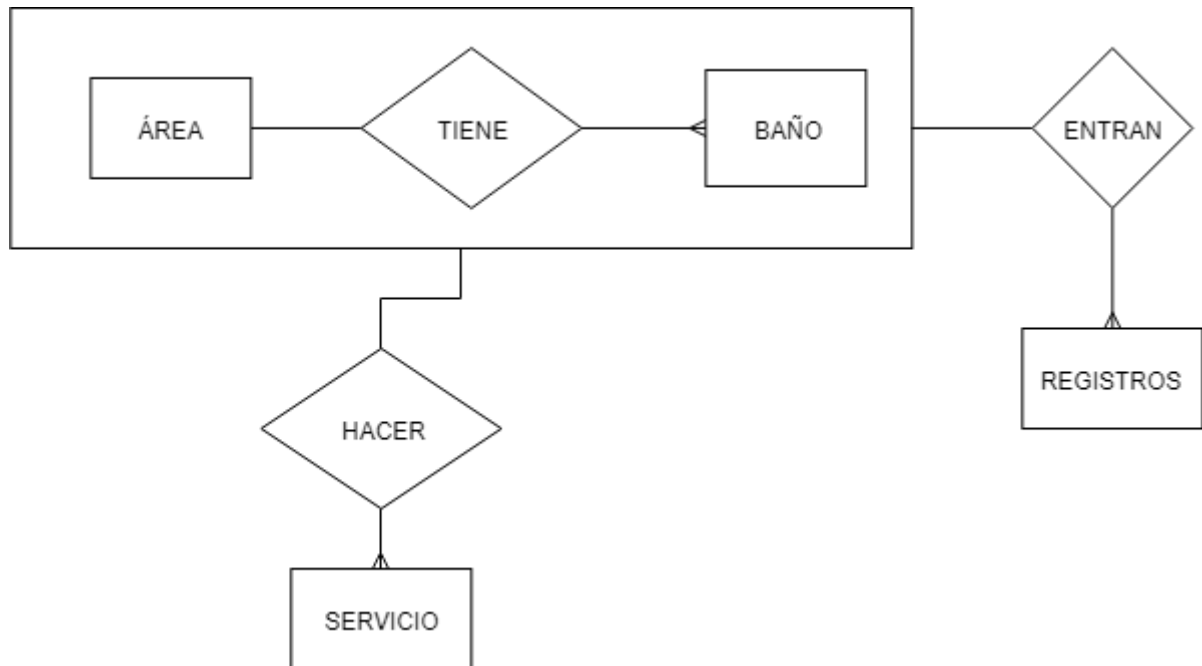 ÁREA
TIENE
BAÑO
ENTRAN
REGISTROS
HACER
SERVICIO